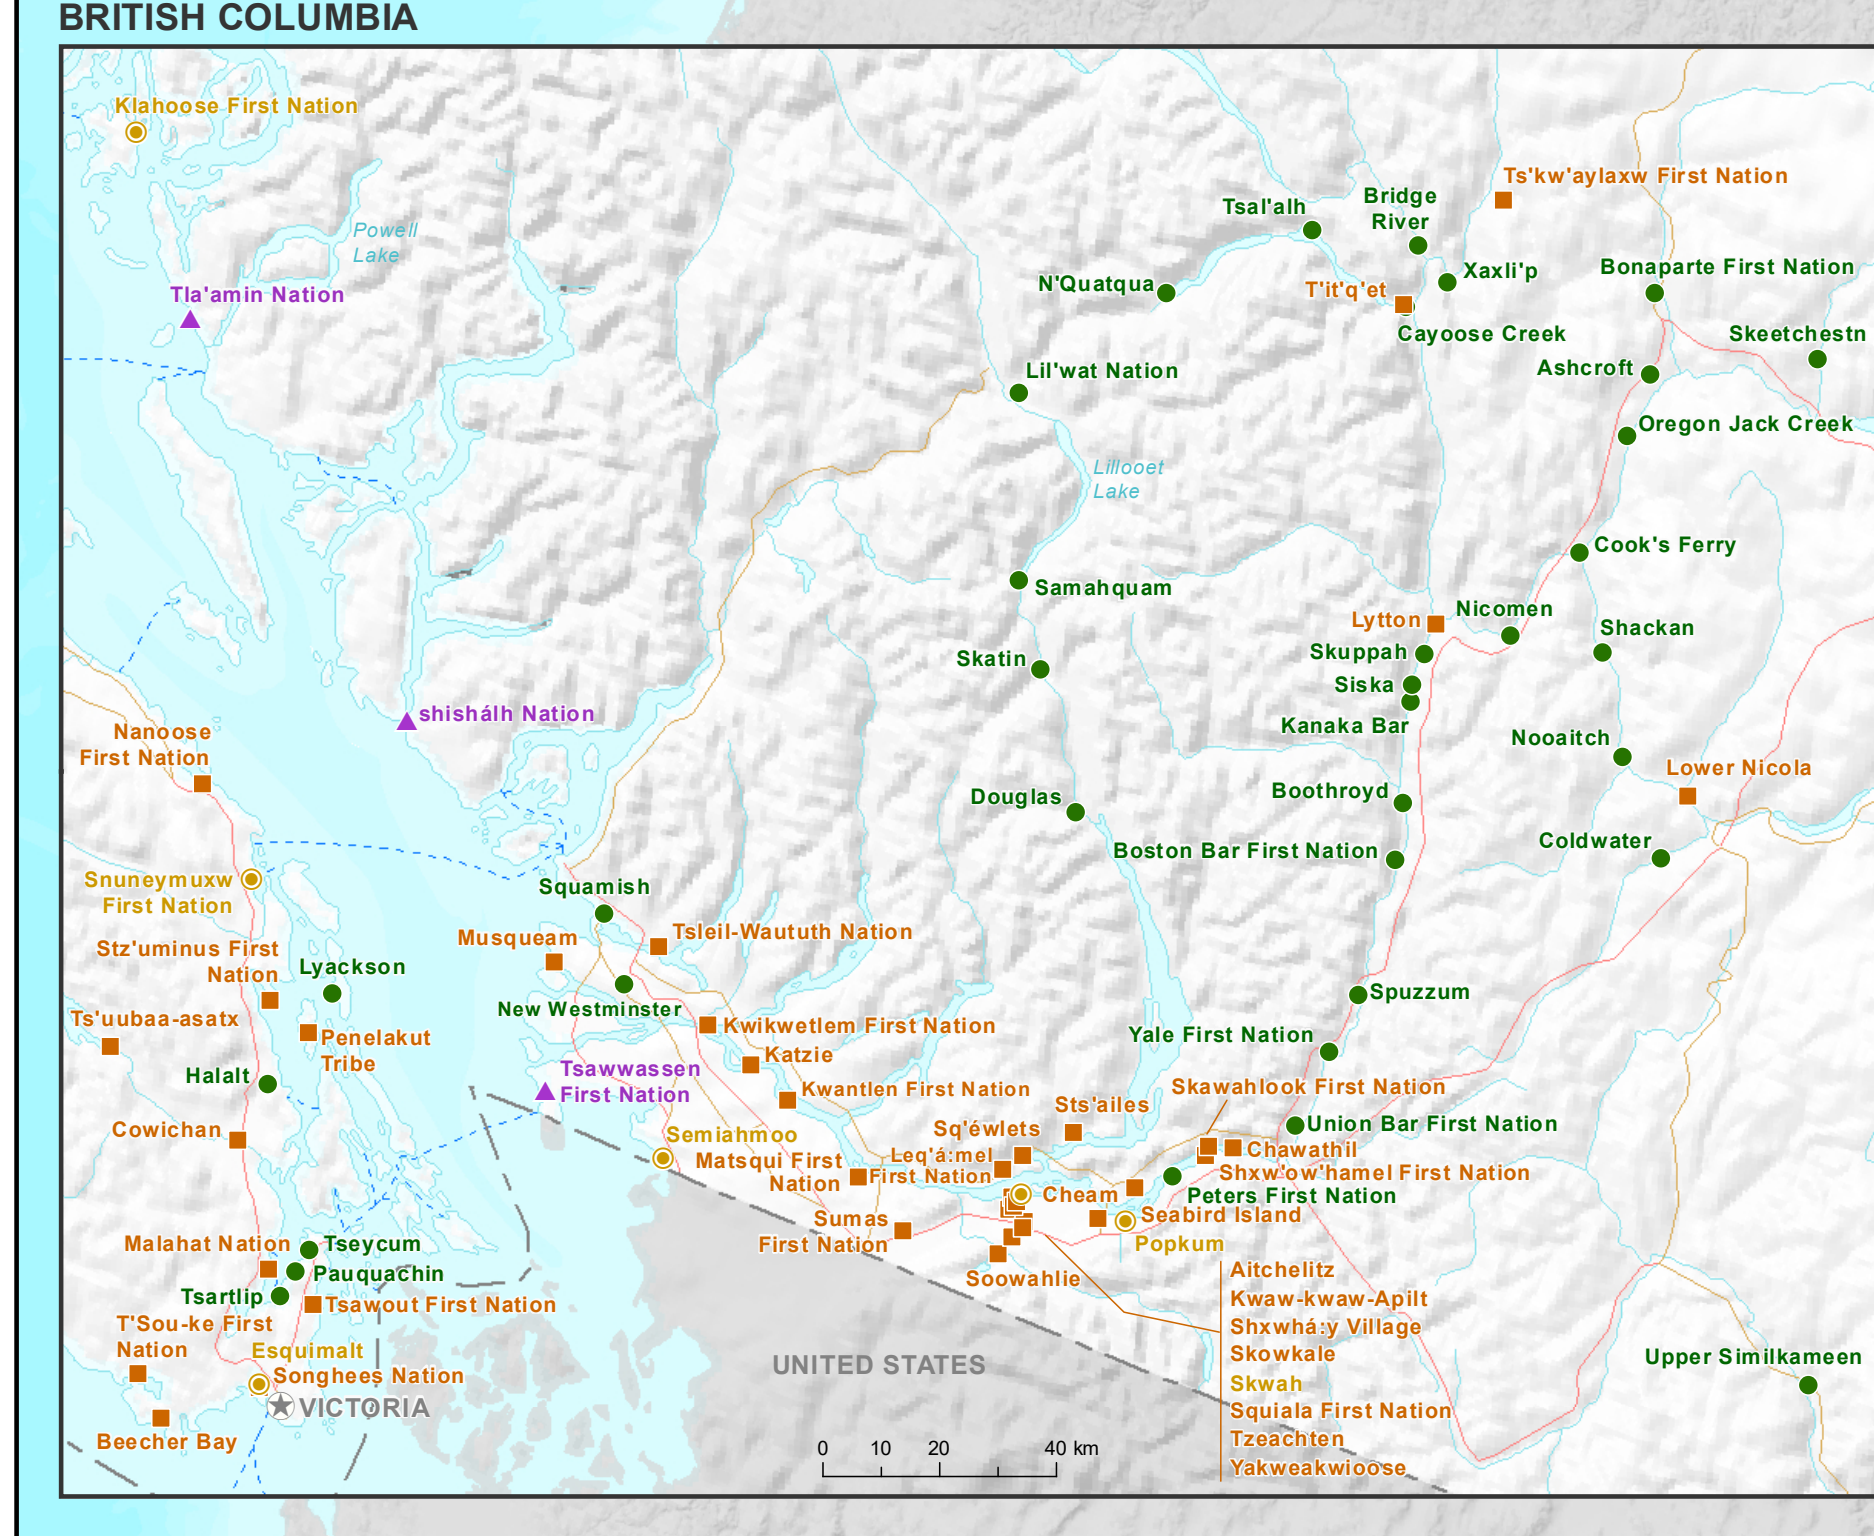 BRITISH COLUMBIA
Klahoose First Nation
Powell
Lake
Tla'amin Nation
Ts'kw'aylaxw First Nation
Tsal'alh
Bridge
River
N'Quatqua
Xaxli'p
T'it'q'et
Cayoose Creek
Bonaparte First Nation
Skeetchestn
Ashcroft
Lil'wat Nation
Oregon Jack Creek
Lillooet
Lake
Cook's Ferry
Samahquam
Nicomen
Lytton
Shackan
Skuppah
Skatin
Siska
Kanaka Bar
shishálh Nation
Nanoose
First Nation
Nooaitch
Lower Nicola
Boothroyd
Douglas
Coldwater
Boston Bar First Nation
Snuneymuxw
First Nation
Squamish
Tsleil-Waututh Nation
Musqueam
Stz'uminus First
Nation
Lyackson
Spuzzum
New Westminster
Ts'uubaa-asatx
Penelakut
Tribe
Kwikwetlem First Nation
Yale First Nation
Katzie
Halalt
Tsawwassen
First Nation
Kwantlen First Nation
Skawahlook First Nation
Sts'ailes
Cowichan
Union Bar First Nation
Semiahmoo
Sq'éwlets
Chawathil
Matsqui First
Nation
Leq'á:mel
First Nation
Shxw'ow'hamel First Nation
Cheam
Peters First Nation
Sumas
First Nation
Seabird Island
Popkum
Malahat Nation
Tseycum
Pauquachin
Soowahlie
Tsartlip
Tsawout First Nation
T'Sou-ke First
Nation
Esquimalt
Songhees Nation
VICTORIA
Beecher Bay
UNITED STATES
Aitchelitz
Kwaw-kwaw-Apilt
Shxwhá:y Village
Skowkale
Skwah
Squiala First Nation
Tzeachten
Yakweakwioose
Upper Similkameen
0 10 20 40 km